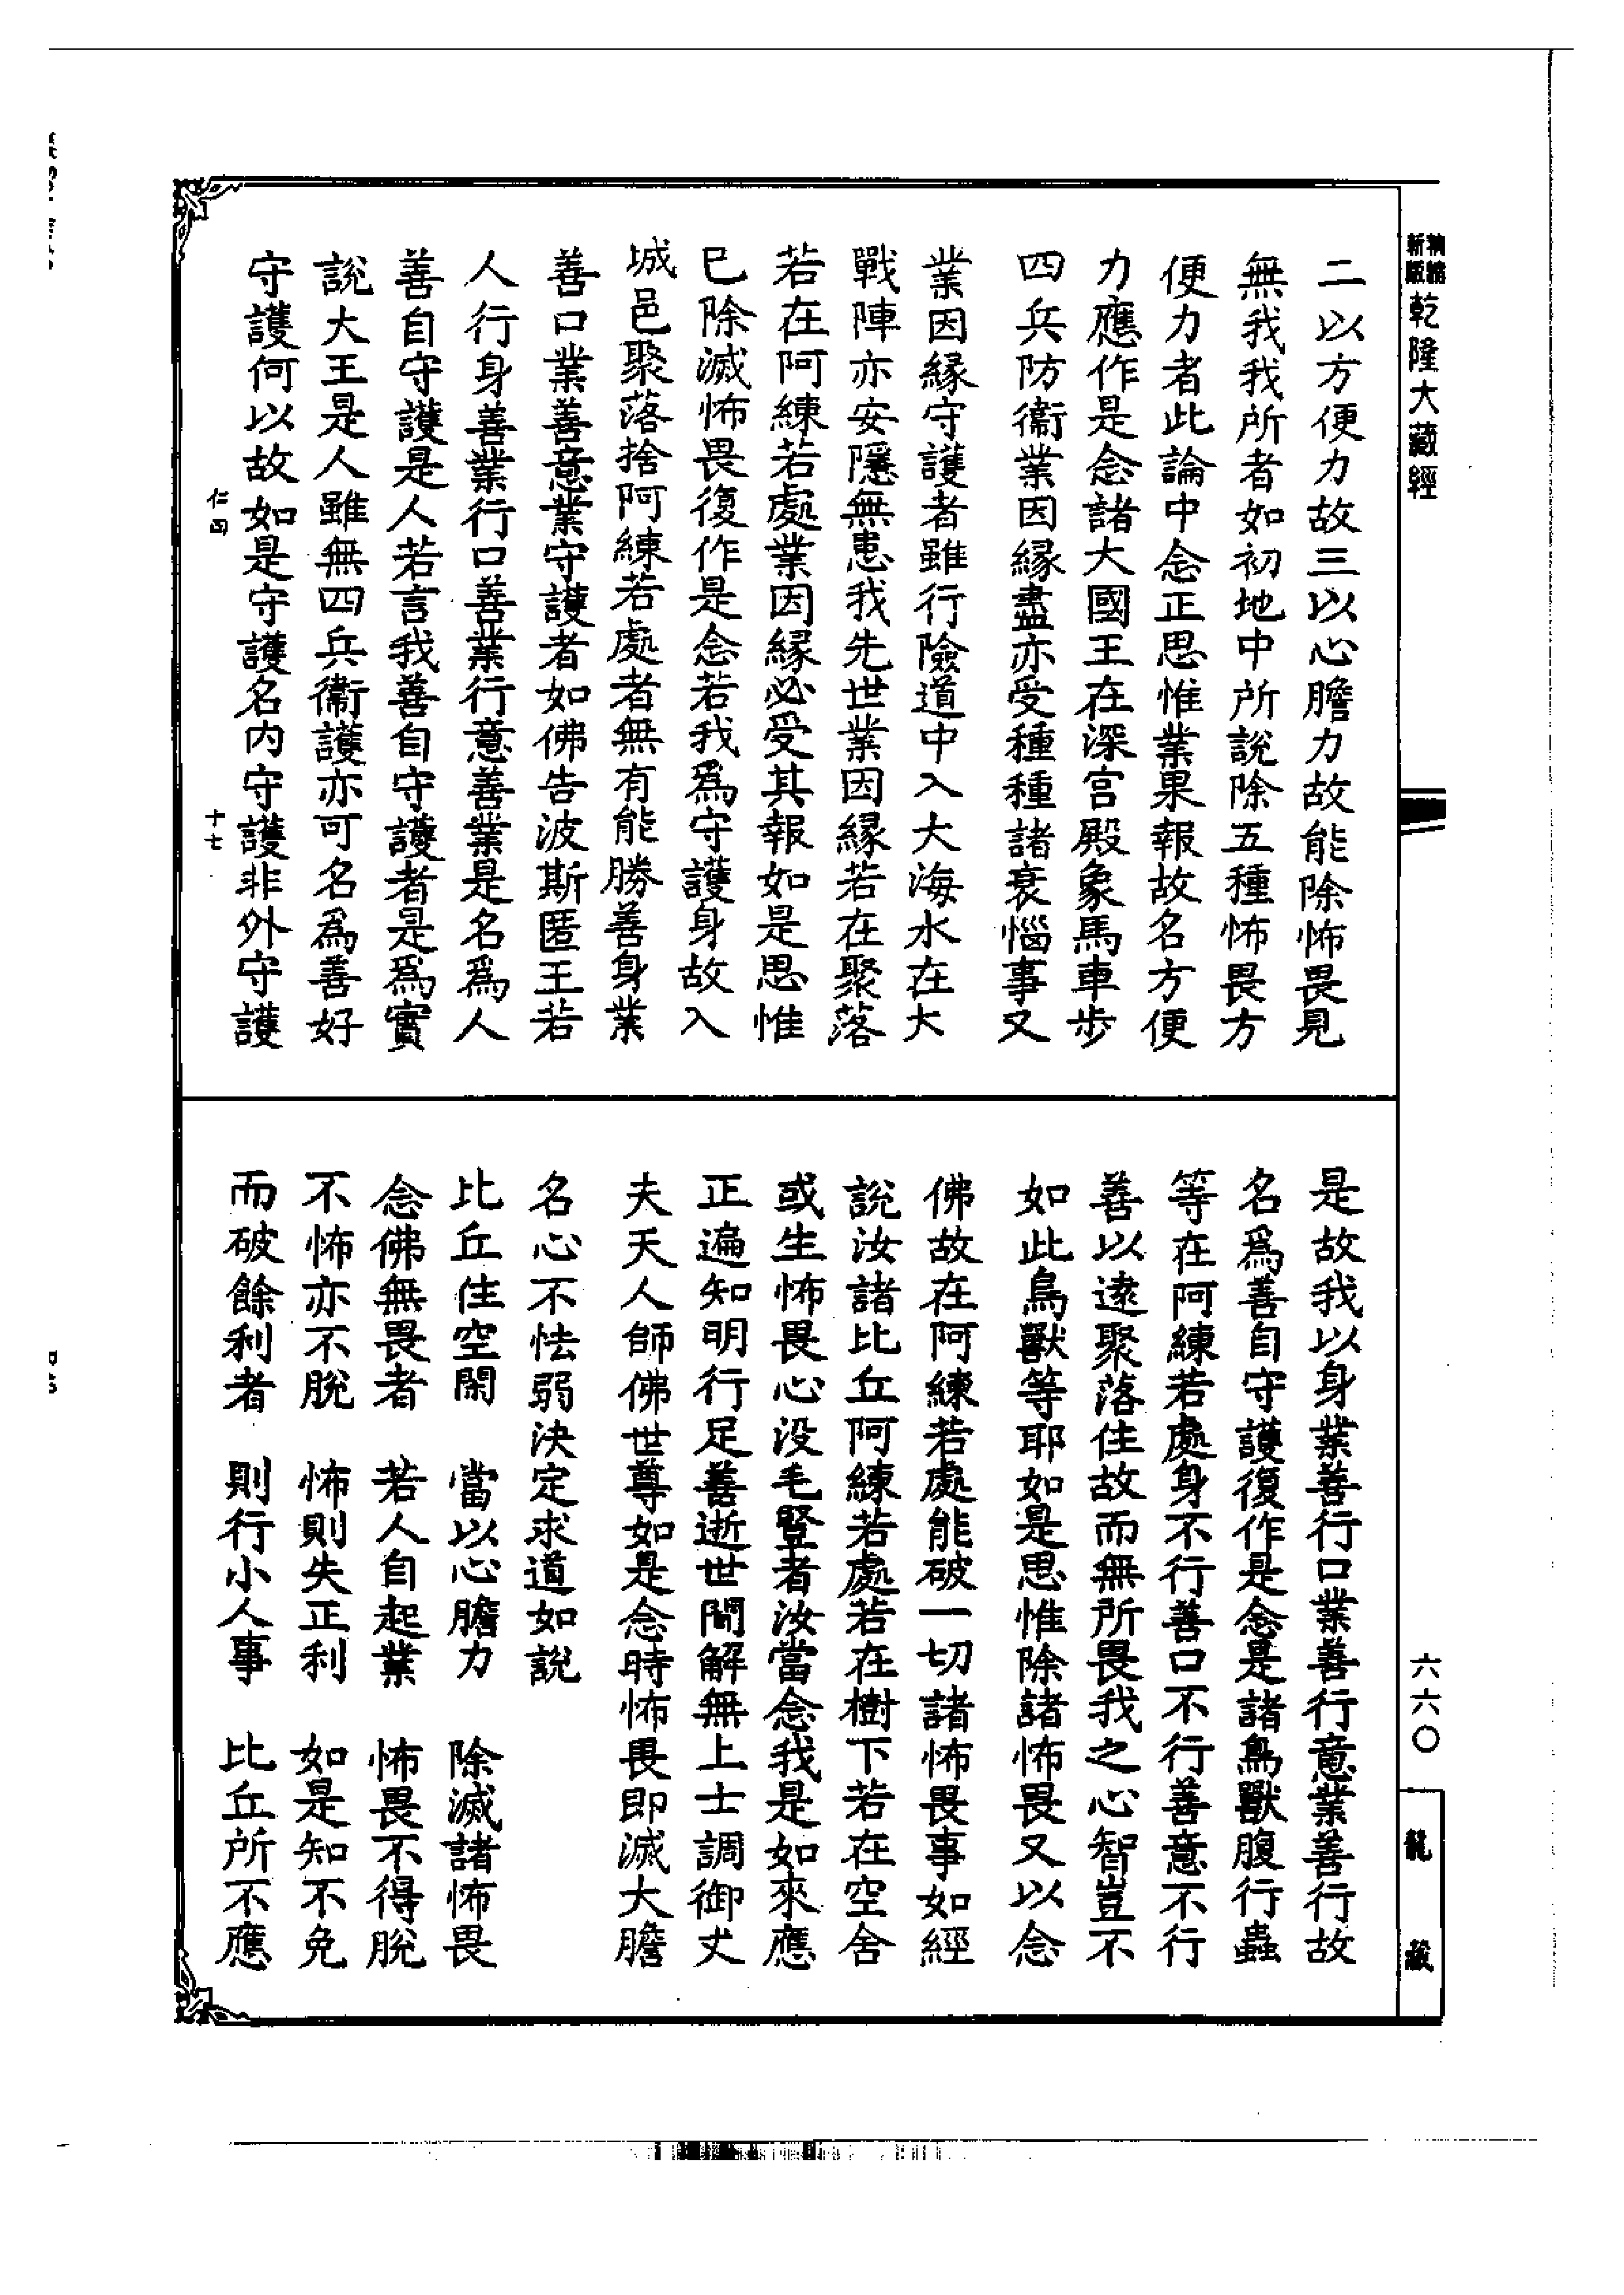 新版
乾隆大藏經
六六〇
龍藏
二以方便力故三以心膽力故能除怖畏見
無我我所者如初地中所說除五種怖畏方
便力者此論中念正思惟業果報故名方便
力應作是念諸大國王在深宮殿象馬車步
四兵防衞業因緣盡亦受種種諸衰惱事又
業因緣守護者雖行險道中入大海水在大
戰陣亦安隱無患我先世業因緣若在聚落
若在阿練若處業因緣必受其報如是思惟
已除滅怖畏復作是念若我爲守護身故入
城邑聚落捨阿練若處者無有能勝善身業
善口業善意業守護者如佛告波斯匿王若
人行身善業行口善業行意善業是名爲人
善自守護是人若言我善自守護者是爲實
說大王是人雖無四兵衞護亦可名爲善好
守護何以故如是守護名內守護非外守護
仁四
十七
是故我以身業善行口業善行意業善行故
名爲善自守護復作是念是諸鳥獸腹行蟲
等在阿練若處身不行善口不行善意不行
善以遠聚落住故而無所畏我之心智豈不
如此鳥獸等耶如是思惟除諸怖畏又以念
佛故在阿練若處能破一切諸怖畏事如經
說汝諸比丘阿練若處若在樹下若在空舍
或生怖畏心没毛豎者汝當念我是如來應
正遍知明行足善逝世間解無上士調御丈
夫天人師佛世尊如是念時怖畏即滅大膽
名心不怯弱決定求道如說
比丘住空閑　當以心膽力　除滅諸怖畏
念佛無畏者　若人自起業　怖畏不得脫
不怖亦不脫　怖則失正利　如是知不免
而破餘利者　則行小人事　比丘所不應